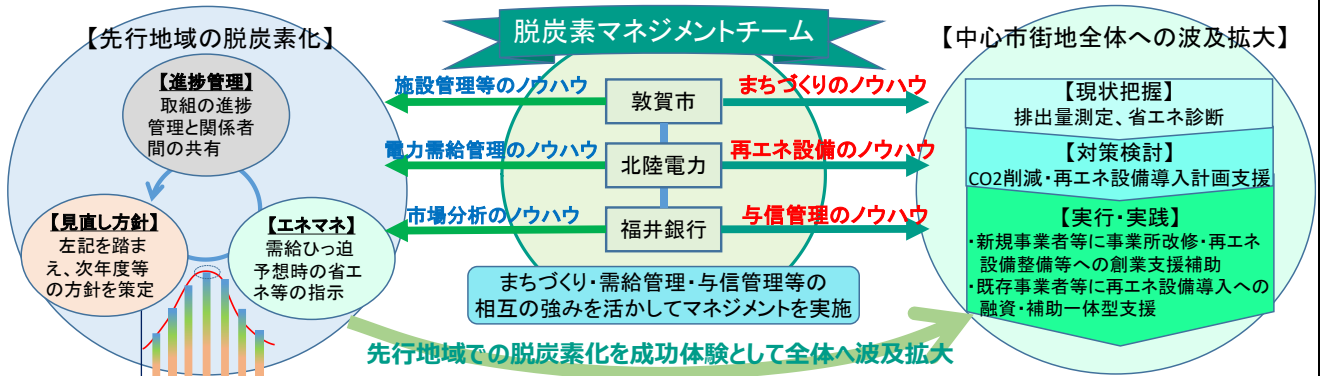 【先行地域の脱炭素化】
【進捗管理】
取組の進捗
管理と関係者
間の共有
【見直し方針】
左記を踏ま
え、次年度等
の方針を策定
【エネマネ】
需給ひっ迫
予想時の省エ
ネ等の指示
脱炭素マネジメントチーム
施設管理等のノウハウ
敦賀市
まちづくりのノウハウ
電力需給管理のノウハウ
北陸電力
再エネ設備のノウハウ
市場分析のノウハウ
福井銀行
与信管理のノウハウ
まちづくり・需給管理・与信管理等の
相互の強みを活かしてマネジメントを実施
【中心市街地全体への波及拡大】
【現状把握】
排出量測定、省エネ診断
【対策検討】
CO2削減・再エネ設備導入計画支援
【実行・実践】
・新規事業者等に事業所改修・再エネ
設備整備等への創業支援補助
・既存事業者等に再エネ設備導入への
融資・補助一体型支援
先行地域での脱炭素化を成功体験として全体へ波及拡大